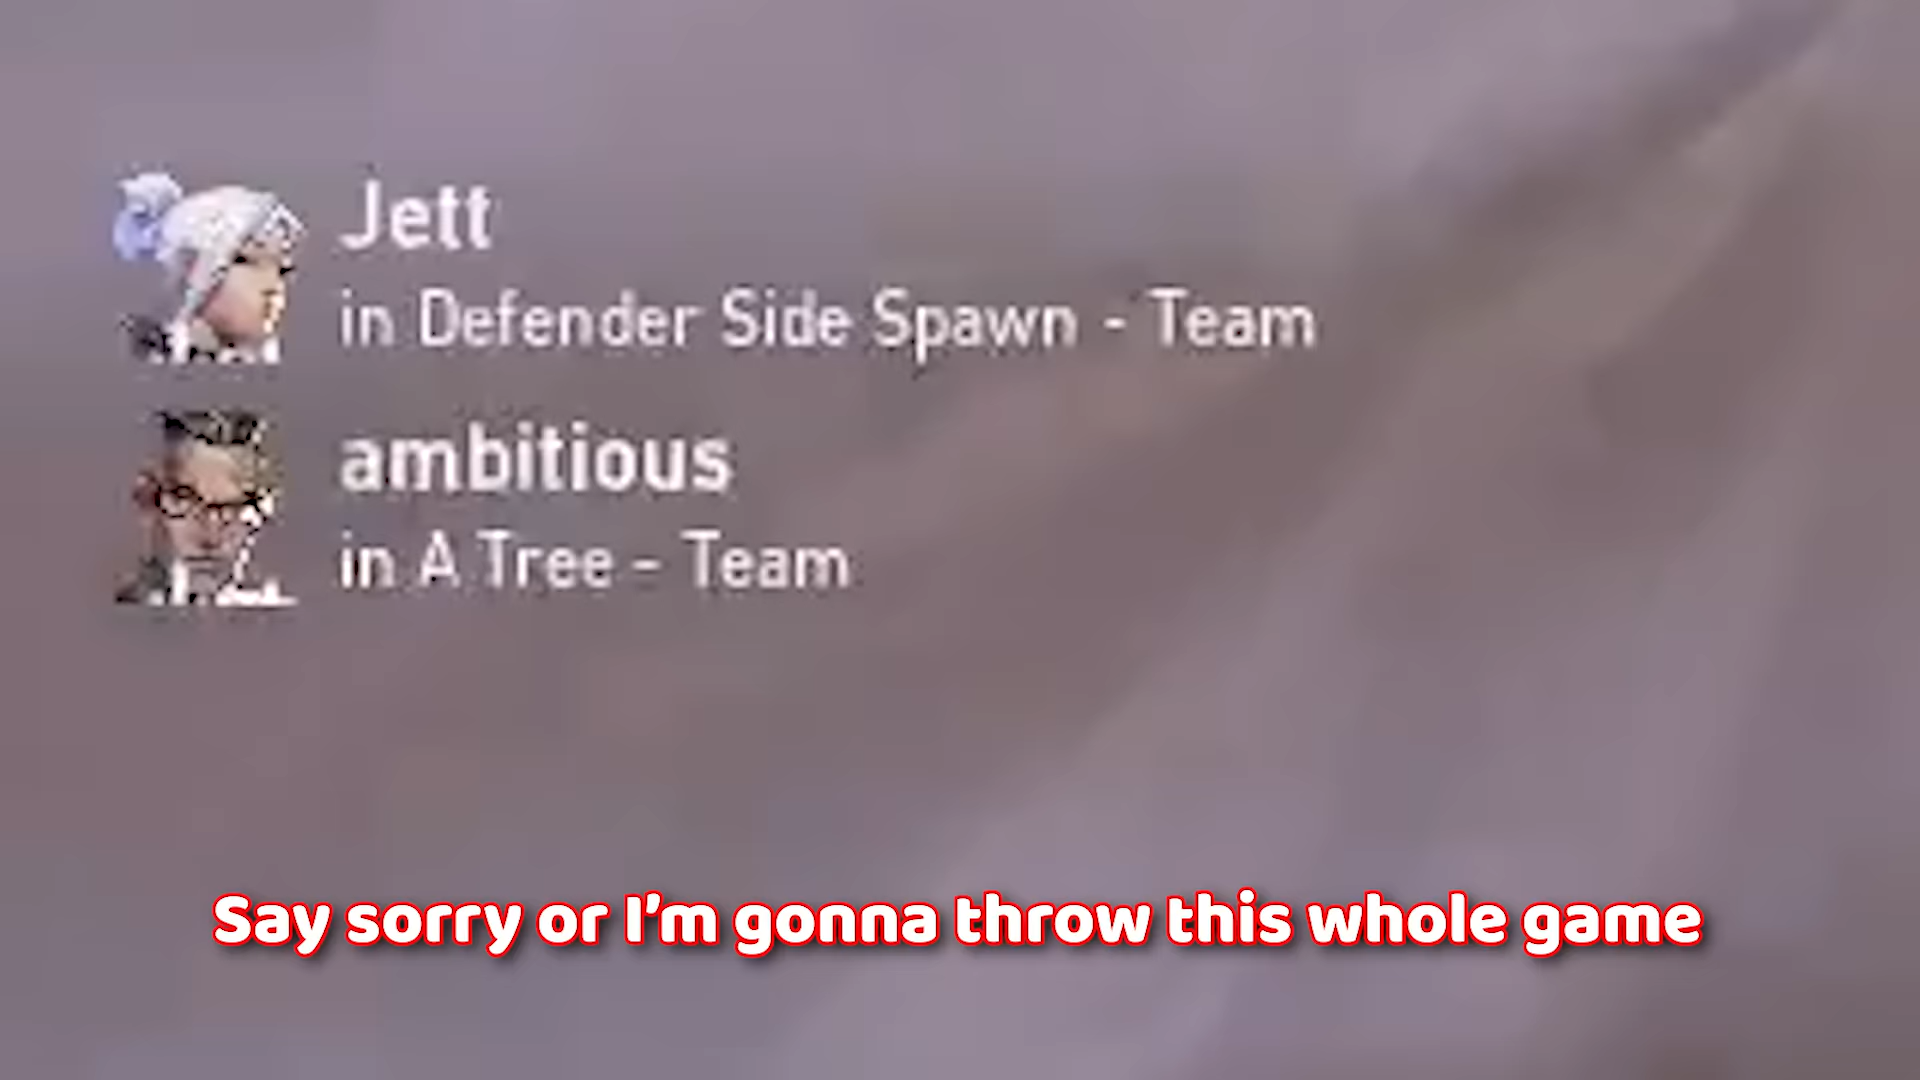 Jett
in Defender Side Spawn - Team
ambitious
in A Tree - Team
Say sorry or I'm gonna throw this whole game